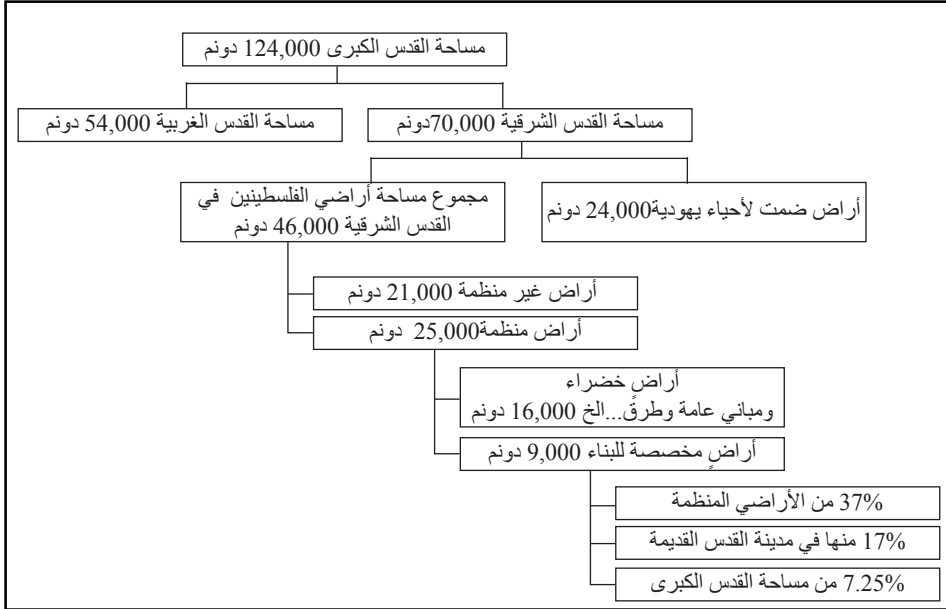 مساحة القدس الكبرى 124,000 دونم
مساحة القدس الشرقية 70,000دونم
مساحة القدس الغربية 54,000 دونم
أراض ضمت لأحياء يهودية24,000 دونم
مجموع مساحة أراضي الفلسطينين في
القدس الشرقية 46,000 دونم
أراض غير منظمة 21,000 دونم
أراض منظمة25,000 دونم
أراضٍ خضراء
ومباني عامة وطرق...الخ 16,000 دونم
أراضٍ مخصصة للبناء 9,000 دونم
37% من الأراضي المنظمة
17% منها في مدينة القدس القديمة
7.25% من مساحة القدس الكبرى